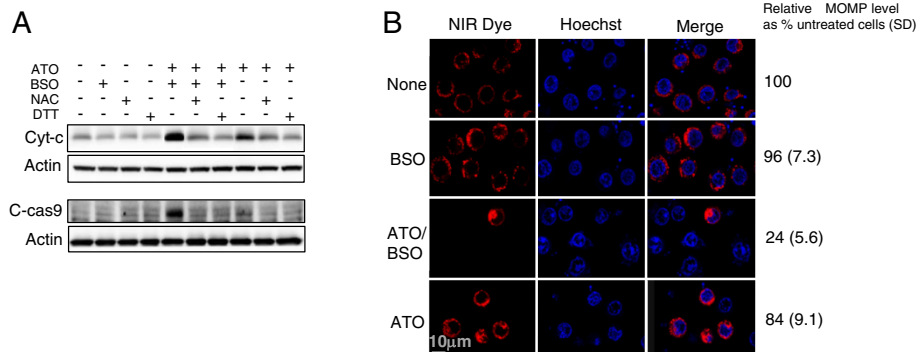 A
ATO - - - - + + + + + +
BSO - + - - + + + - - -
NAC - - + - - + - - + -
DTT - - - + - - + - - +
Cyt-c
Actin
C-cas9
Actin
B
NIR Dye Hoechst Merge
Relative MOMP level
as % untreated cells (SD)
None 100
BSO 96 (7.3)
ATO/
BSO
24 (5.6)
ATO 84 (9.1)
10μm